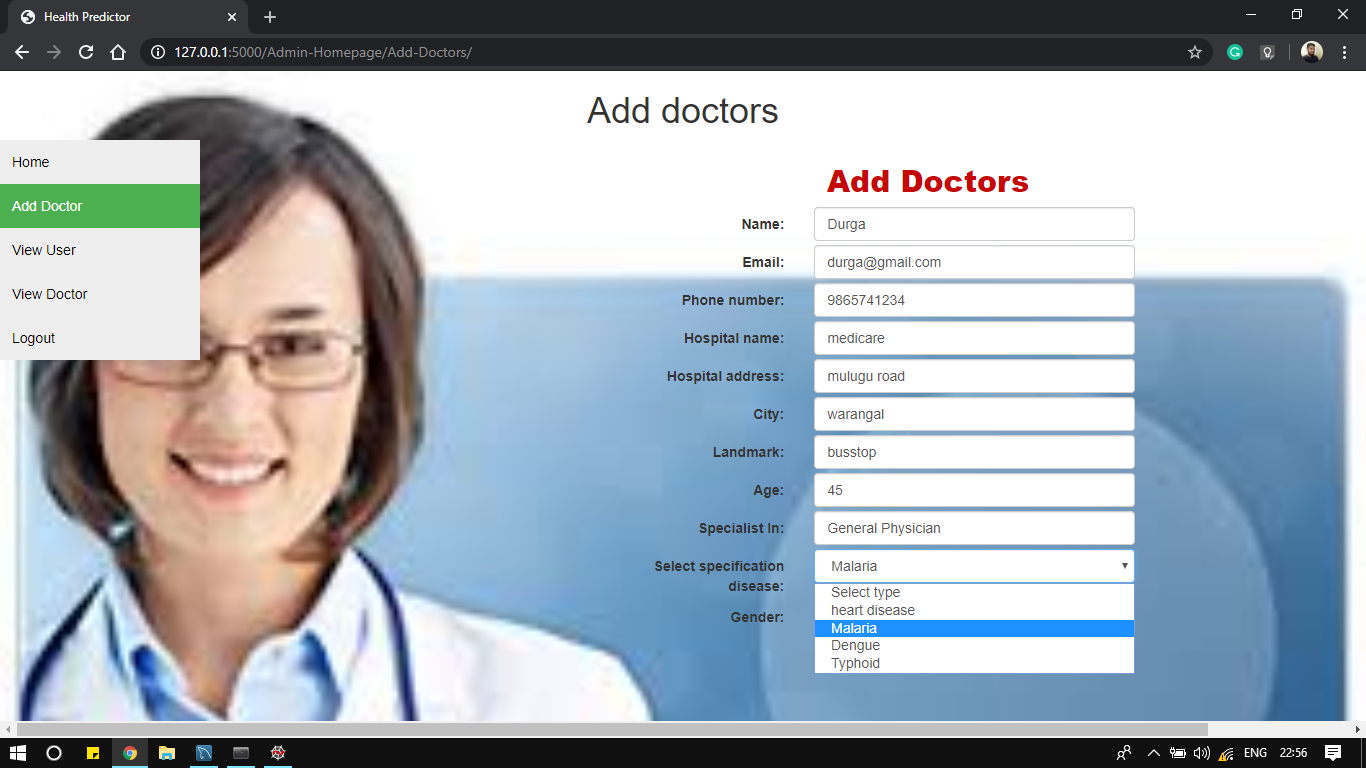 Health Predictor
127.0.0.1:5000/Admin-Homepage/Add-Doctors/
Add doctors
Home
Add Doctor
View User
View Doctor
Logout
Add Doctors
Name: Durga
Email: durga@gmail.com
Phone number: 9865741234
Hospital name: medicare
Hospital address: mulugu road
City: warangal
Landmark: busstop
Age: 45
Specialist In: General Physician
Select specification disease: Malaria
Select type
heart disease
Malaria
Dengue
Typhoid
Gender:
ENG 22:56